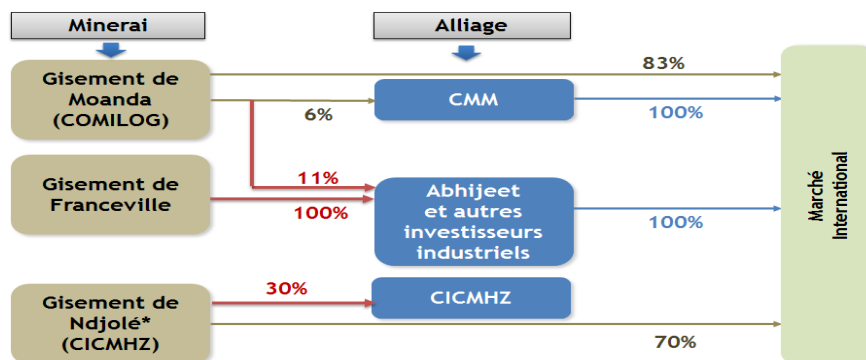 Minerai
Alliage
Gisement de
Moanda
(COMILOG)
83%
6%
CMM
100%
11%
Gisement de
Franceville
100%
Abhijeet
et autres
investisseurs
industriels
100%
30%
CICMHZ
Gisement de
Ndjolé*
(CICMHZ)
70%
Marché
International